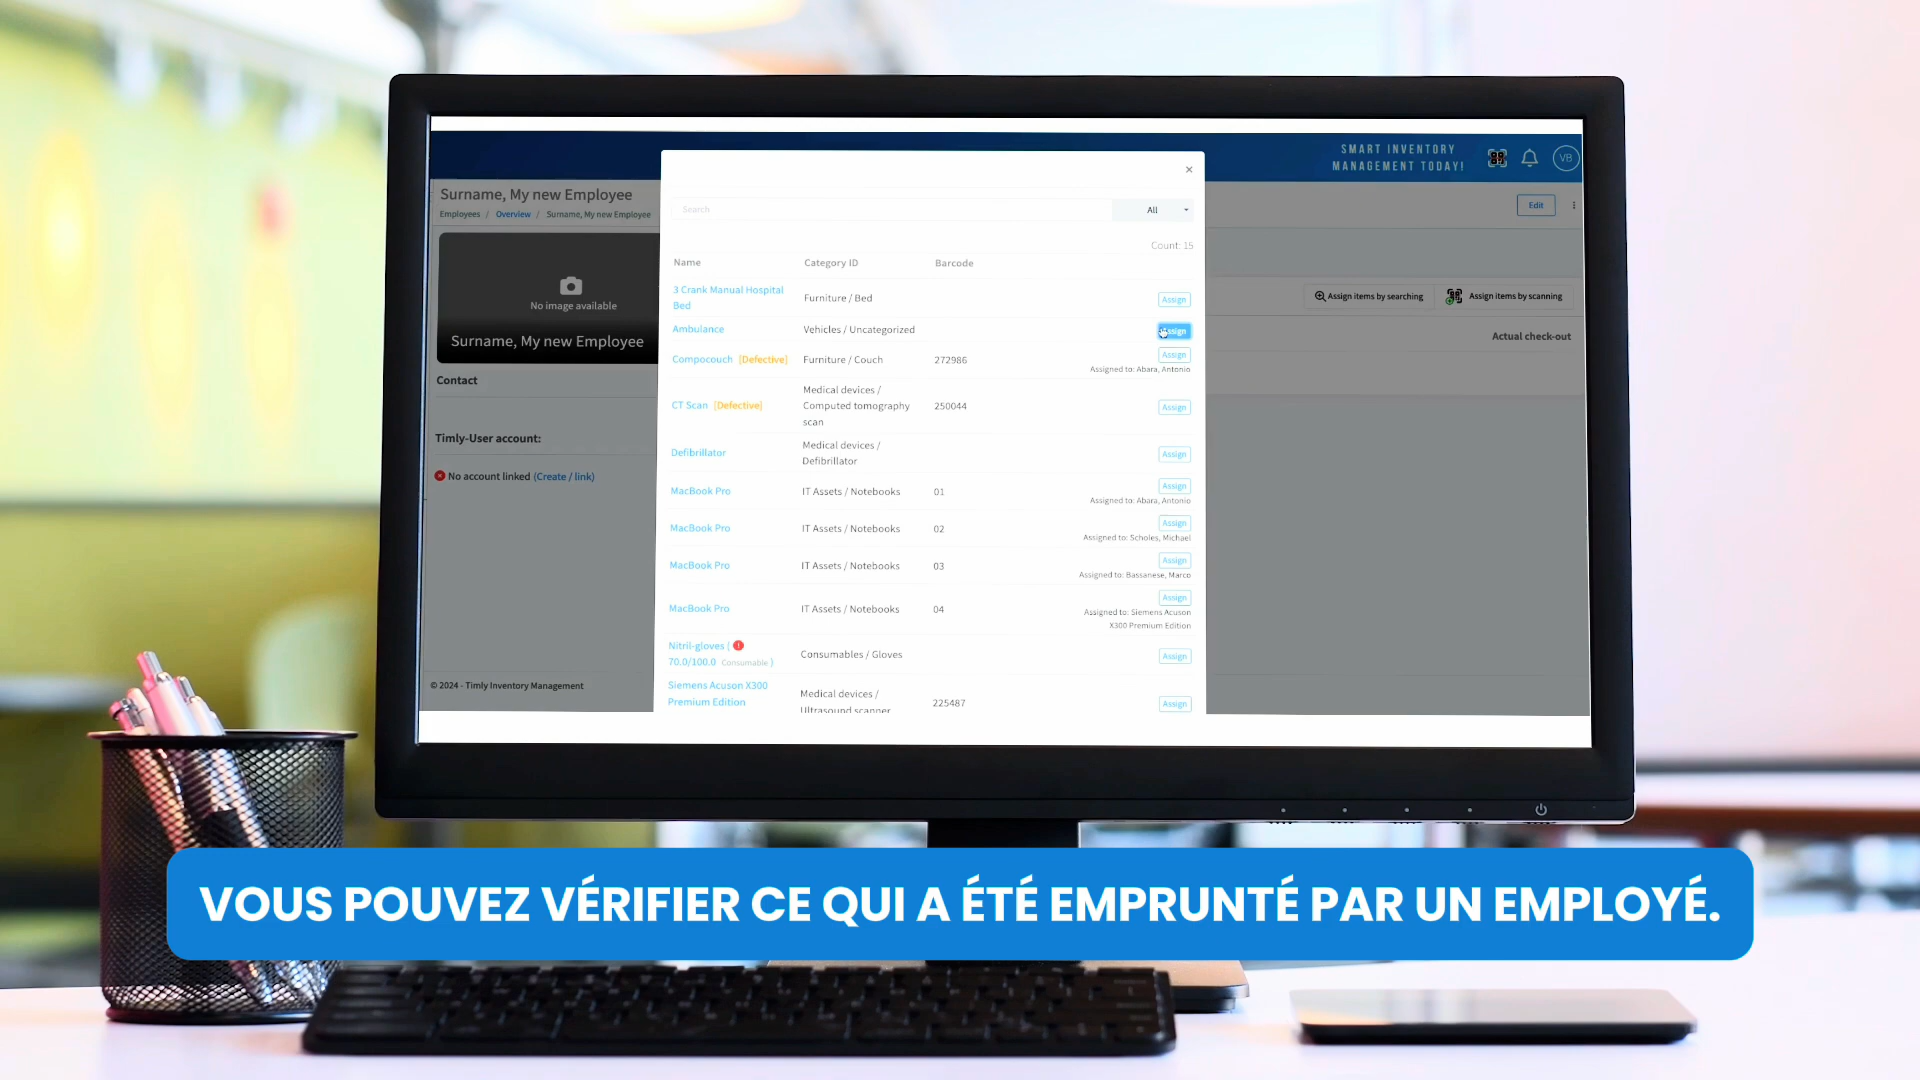 SMART INVENTORY
MANAGEMENT TODAY!
VB
Surname, My new Employee
Employees / Overview / Surname, My new Employee
Edit
No image available
Surname, My new Employee
Contact
Timly-User account:
No account linked (Create / link)
© 2024 - Timly Inventory Management
Assign items by searching
Assign items by scanning
Actual check-out
×
Search
All
Count: 15
Name Category ID Barcode
3 Crank Manual Hospital
Bed
Furniture / Bed
Assign
Ambulance Vehicles / Uncategorized
Assign
Compocouch [Defective] Furniture / Couch 272986
Assign
Assigned to: Abara, Antonio
CT Scan [Defective]
Medical devices /
Computed tomography
scan
250044
Assign
Defibrillator
Medical devices /
Defibrillator
Assign
MacBook Pro IT Assets / Notebooks 01
Assign
Assigned to: Abara, Antonio
MacBook Pro IT Assets / Notebooks 02
Assign
Assigned to: Scholes, Michael
MacBook Pro IT Assets / Notebooks 03
Assign
Assigned to: Bassanese, Marco
MacBook Pro IT Assets / Notebooks 04
Assign
Assigned to: Siemens Acuson
X300 Premium Edition
Nitril-gloves (
70.0/100.0 Consumable )
Consumables / Gloves
Assign
Siemens Acuson X300
Premium Edition
Medical devices /
Ultrasound scanner
225487
Assign
VOUS POUVEZ VÉRIFIER CE QUI A ÉTÉ EMPRUNTÉ PAR UN EMPLOYÉ.